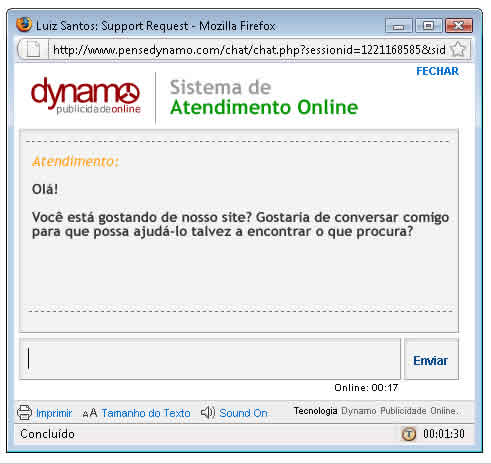 Luiz Santos: Support Request - Mozilla Firefox
http://www.pensedynamo.com/chat/chat.php?sessionid=1221168585&sid
FECHAR
dynamo
publicidadeonline
Sistema de
Atendimento Online
Atendimento:
Olá!
Você está gostando de nosso site? Gostaria de conversar comigo
para que possa ajudá-lo talvez a encontrar o que procura?
Enviar
Online: 00:17
Imprimir AA Tamanho do Texto Sound On Tecnologia Dynamo Publicidade Online.
Concluído 00:01:30